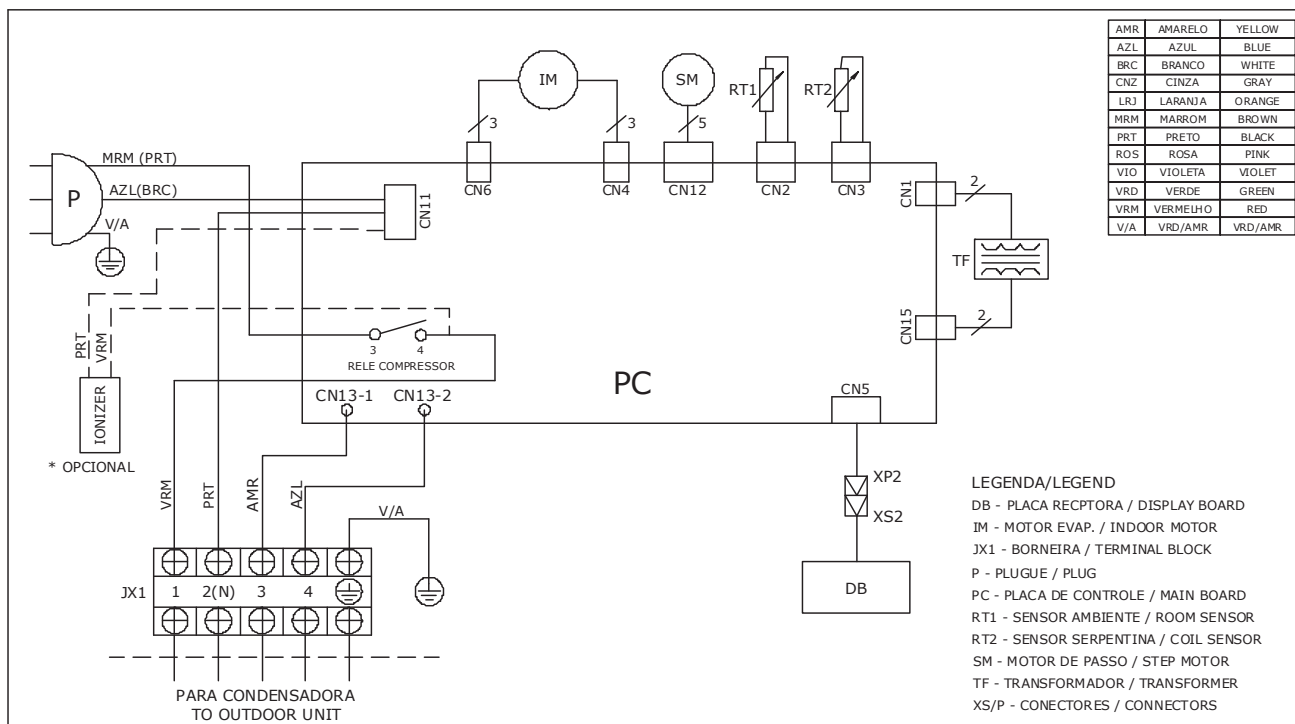 AMR AMARELO YELLOW
AZL AZUL BLUE
BRC BRANCO WHITE
CNZ CINZA GRAY
LRJ LARANJA ORANGE
MRM MARROM BROWN
PRT PRETO BLACK
ROS ROSA PINK
VIO VIOLETA VIOLET
VRD VERDE GREEN
VRM VERMELHO RED
V/A VRD/AMR VRD/AMR
IM
SM
RT1
RT2
3
3
5
CN6
CN4
CN12
CN2
CN3
MRM (PRT)
P
AZL(BRC)
V/A
CN11
CN1
2
TF
CN15
2
PRT
VRM
3
4
RELE COMPRESSOR
PC
CN13-1
CN13-2
CN5
IONIZER
* OPCIONAL
VRM
PRT
AMR
AZL
V/A
XP2
XS2
DB
JX1
1
2(N)
3
4
PARA CONDENSADORA
TO OUTDOOR UNIT
LEGENDA/LEGEND
DB - PLACA RECPTORA / DISPLAY BOARD
IM - MOTOR EVAP. / INDOOR MOTOR
JX1 - BORNEIRA / TERMINAL BLOCK
P - PLUGUE / PLUG
PC - PLACA DE CONTROLE / MAIN BOARD
RT1 - SENSOR AMBIENTE / ROOM SENSOR
RT2 - SENSOR SERPENTINA / COIL SENSOR
SM - MOTOR DE PASSO / STEP MOTOR
TF - TRANSFORMADOR / TRANSFORMER
XS/P - CONECTORES / CONNECTORS